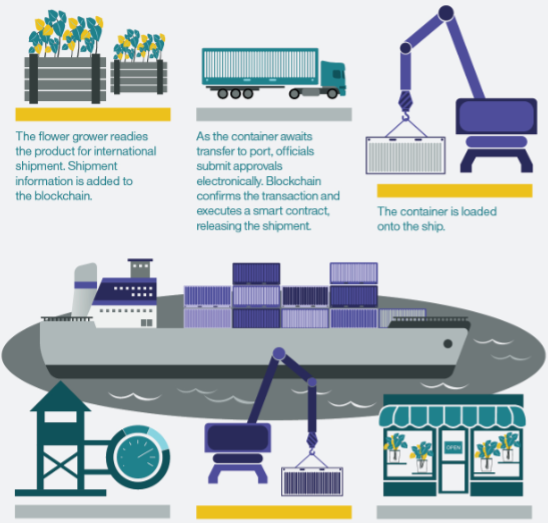 The flower grower readies
the product for international
shipment. Shipment
information is added to
the blockchain.
As the container awaits
transfer to port, officials
submit approvals
electronically. Blockchain
confirms the transaction and
executes a smart contract,
releasing the shipment.
The container is loaded
onto the ship.
OPEN